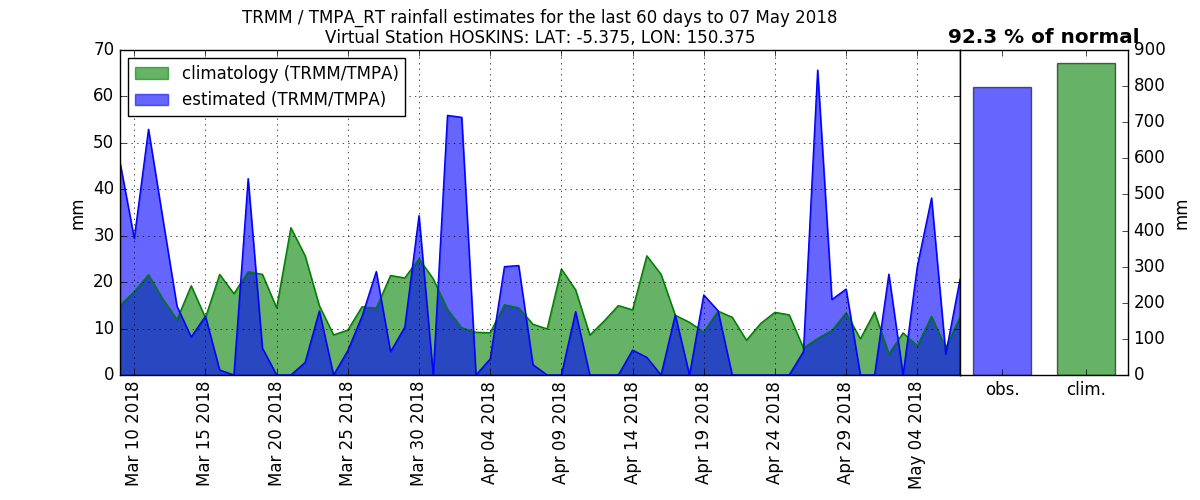 TRMM / TMPA_RT rainfall estimates for the last 60 days to 07 May 2018
Virtual Station HOSKINS: LAT: -5.375, LON: 150.375
92.3 % of normal
climatology (TRMM/TMPA)
estimated (TRMM/TMPA)
70
60
50
40
30
20
10
0
mm
900
800
700
600
500
400
300
200
100
0
mm
Mar 10 2018
Mar 15 2018
Mar 20 2018
Mar 25 2018
Mar 30 2018
Apr 04 2018
Apr 09 2018
Apr 14 2018
Apr 19 2018
Apr 24 2018
Apr 29 2018
May 04 2018
obs.
clim.